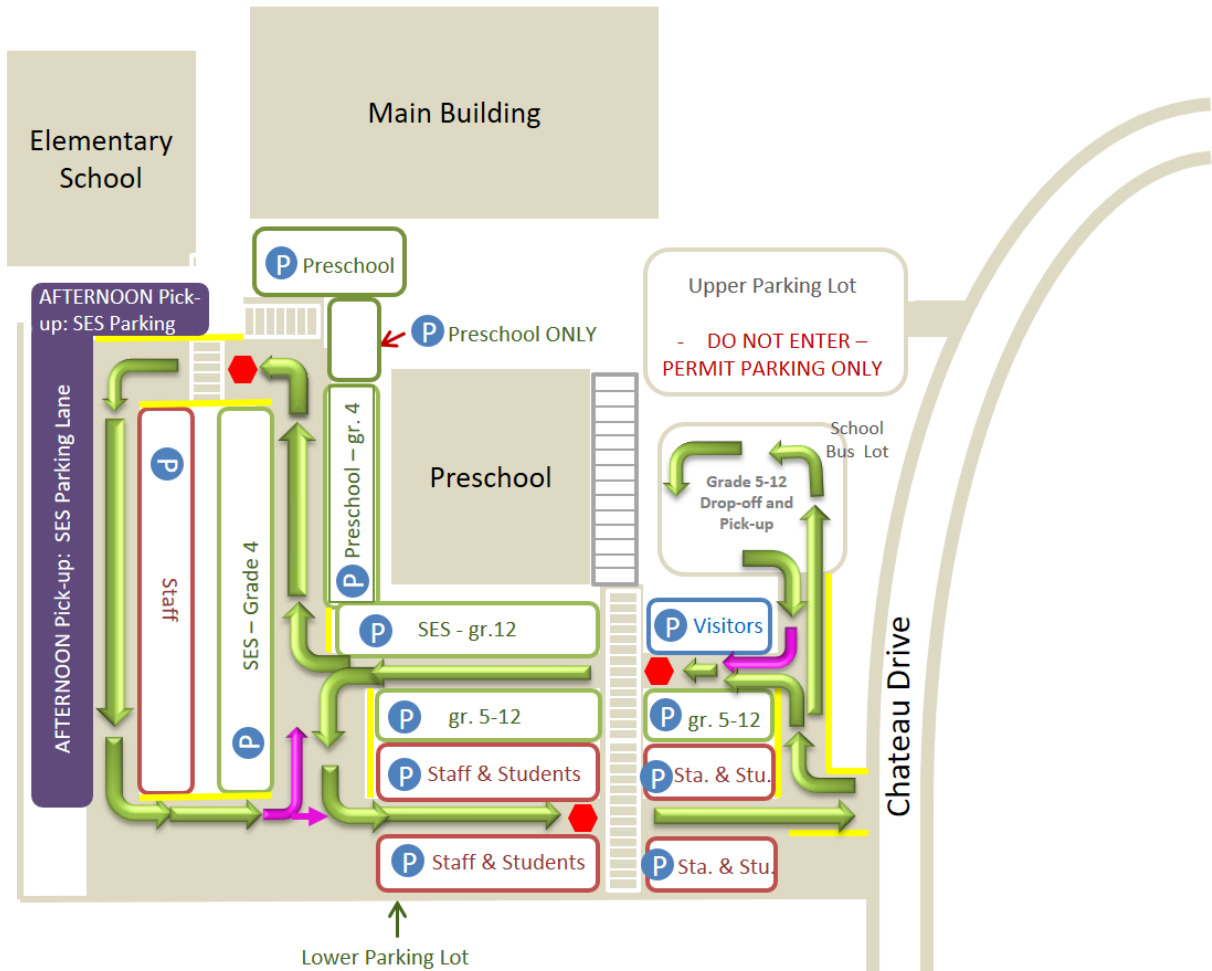 Main Building
Elementary
School
P Preschool
AFTERNOON Pick-
up: SES Parking
P Preschool ONLY
Upper Parking Lot
- DO NOT ENTER –
PERMIT PARKING ONLY
School
Bus Lot
Grade 5-12
Drop-off and
Pick-up
Preschool
P Preschool – gr. 4
AFTERNOON Pick-up: SES Parking Lane
P
Staff
SES – Grade 4
P
P SES - gr.12
P Visitors
Chateau Drive
P gr. 5-12
P gr. 5-12
P Staff & Students
P Sta. & Stu.
P Staff & Students
P Sta. & Stu.
Lower Parking Lot